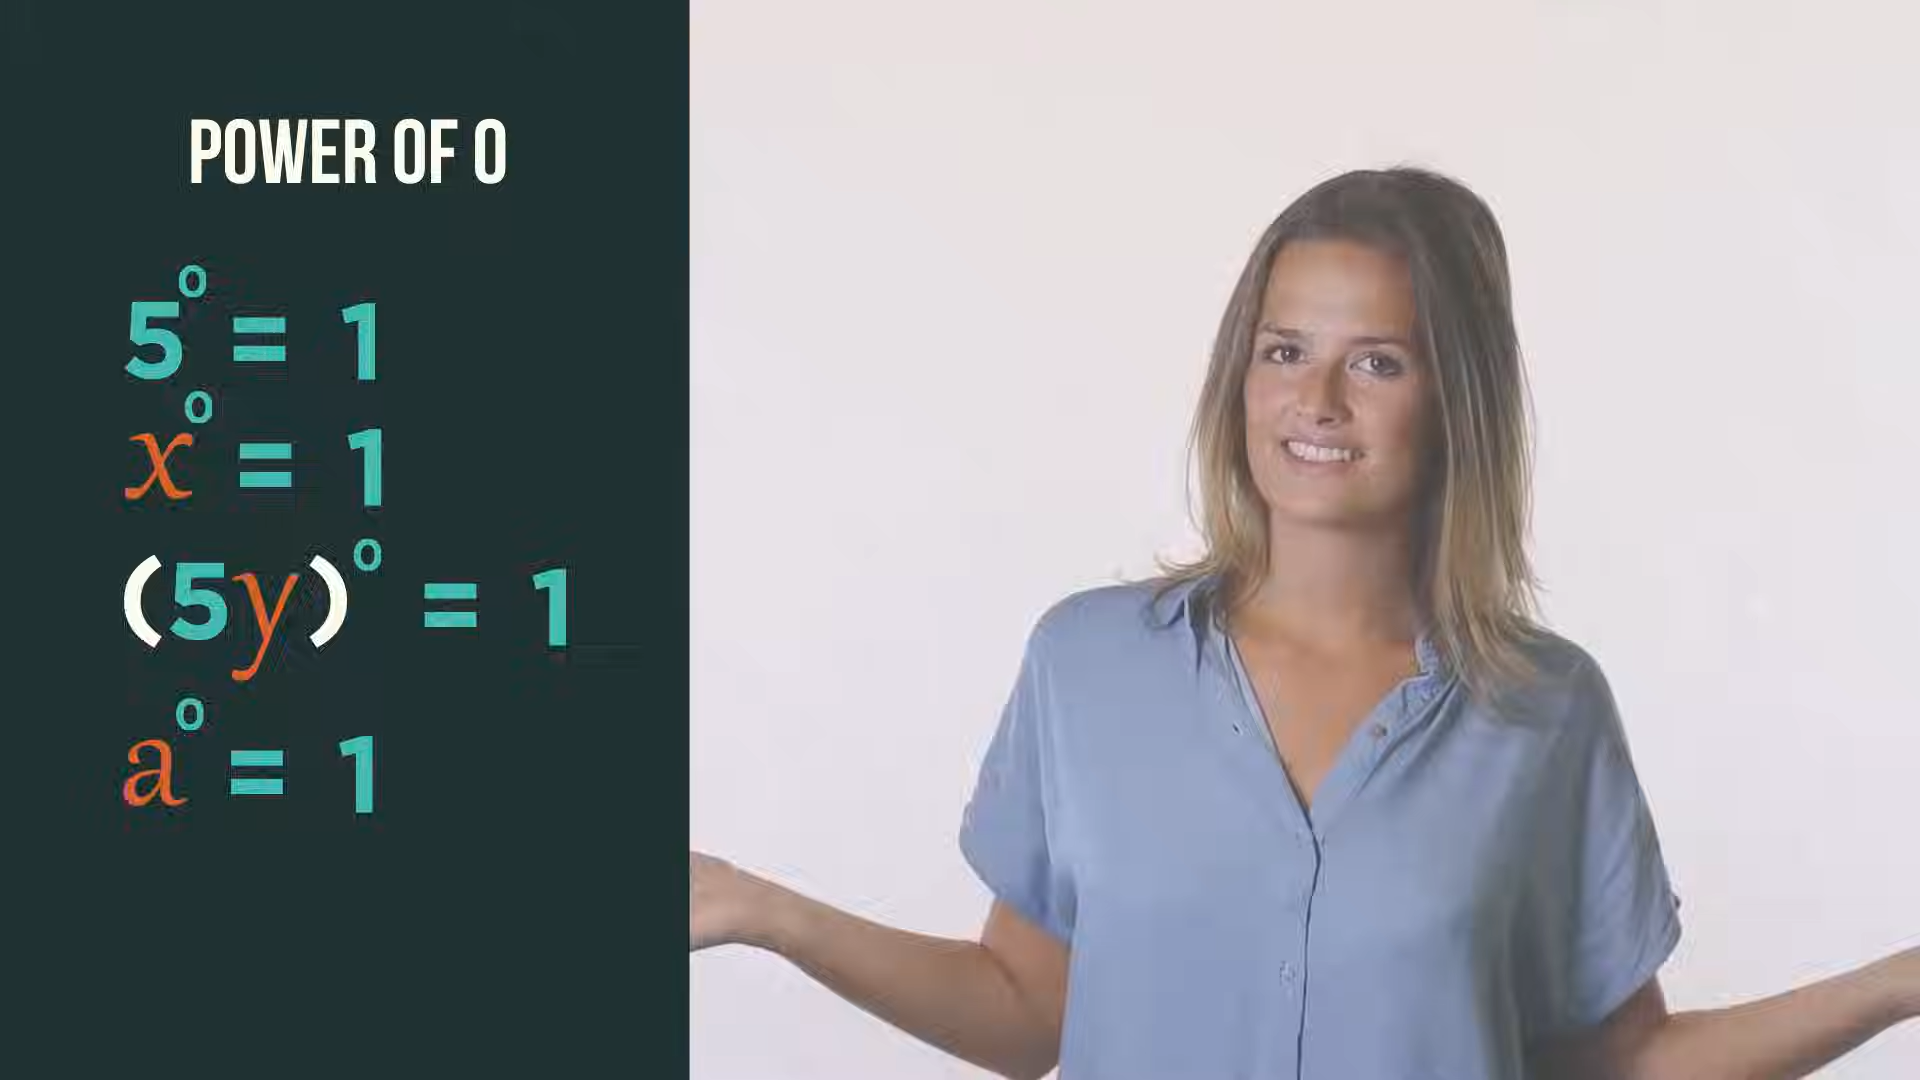 POWER OF 0
5⁰ = 1
x⁰ = 1
(5y)⁰ = 1
a⁰ = 1